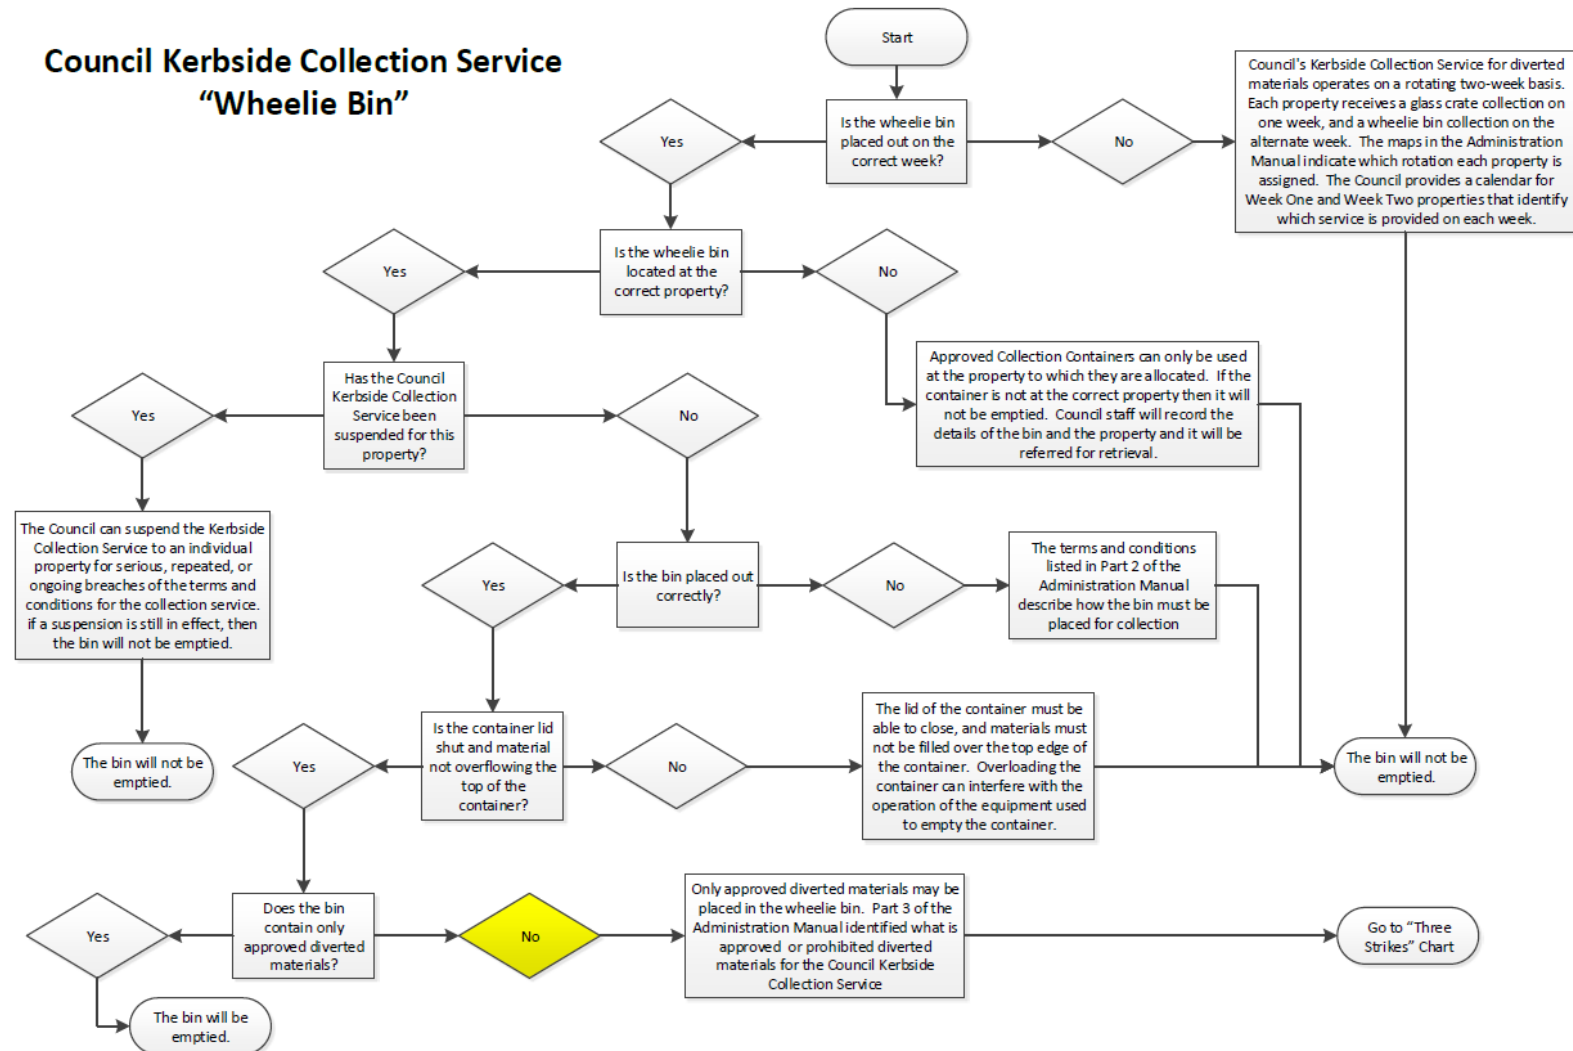 Council Kerbside Collection Service
“Wheelie Bin”
Start
Is the wheelie bin
placed out on the
correct week?
Yes
No
Council's Kerbside Collection Service for diverted
materials operates on a rotating two-week basis.
Each property receives a glass crate collection on
one week, and a wheelie bin collection on the
alternate week. The maps in the Administration
Manual indicate which rotation each property is
assigned. The Council provides a calendar for
Week One and Week Two properties that identify
which service is provided on each week.
Is the wheelie bin
located at the
correct property?
Yes
No
Approved Collection Containers can only be used
at the property to which they are allocated. If the
container is not at the correct property then it will
not be emptied. Council staff will record the
details of the bin and the property and it will be
referred for retrieval.
Has the Council
Kerbside Collection
Service been
suspended for this
property?
Yes
No
The Council can suspend the Kerbside
Collection Service to an individual
property for serious, repeated, or
ongoing breaches of the terms and
conditions for the collection service.
if a suspension is still in effect, then
the bin will not be emptied.
The bin will not be
emptied.
Is the bin placed out
correctly?
Yes
No
The terms and conditions
listed in Part 2 of the
Administration Manual
describe how the bin must be
placed for collection
Is the container lid
shut and material
not overflowing the
top of the
container?
Yes
No
The lid of the container must be
able to close, and materials must
not be filled over the top edge of
the container. Overloading the
container can interfere with the
operation of the equipment used
to empty the container.
The bin will not be
emptied.
Does the bin
contain only
approved diverted
materials?
Yes
No
Only approved diverted materials may be
placed in the wheelie bin. Part 3 of the
Administration Manual identified what is
approved or prohibited diverted
materials for the Council Kerbside
Collection Service
Go to “Three
Strikes” Chart
The bin will be
emptied.